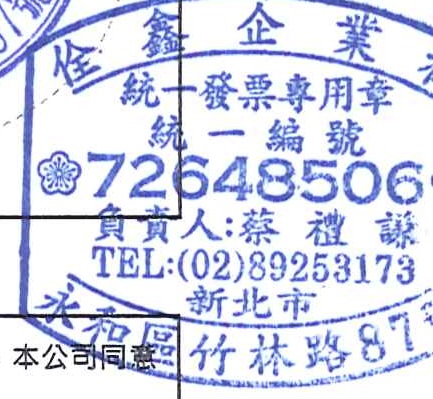 佺鑫企業
統一發票專用章
統一編號
72648506
負責人:蔡禮謙
TEL:(02)89253173
新北市
永和區竹林路87
本公司同意